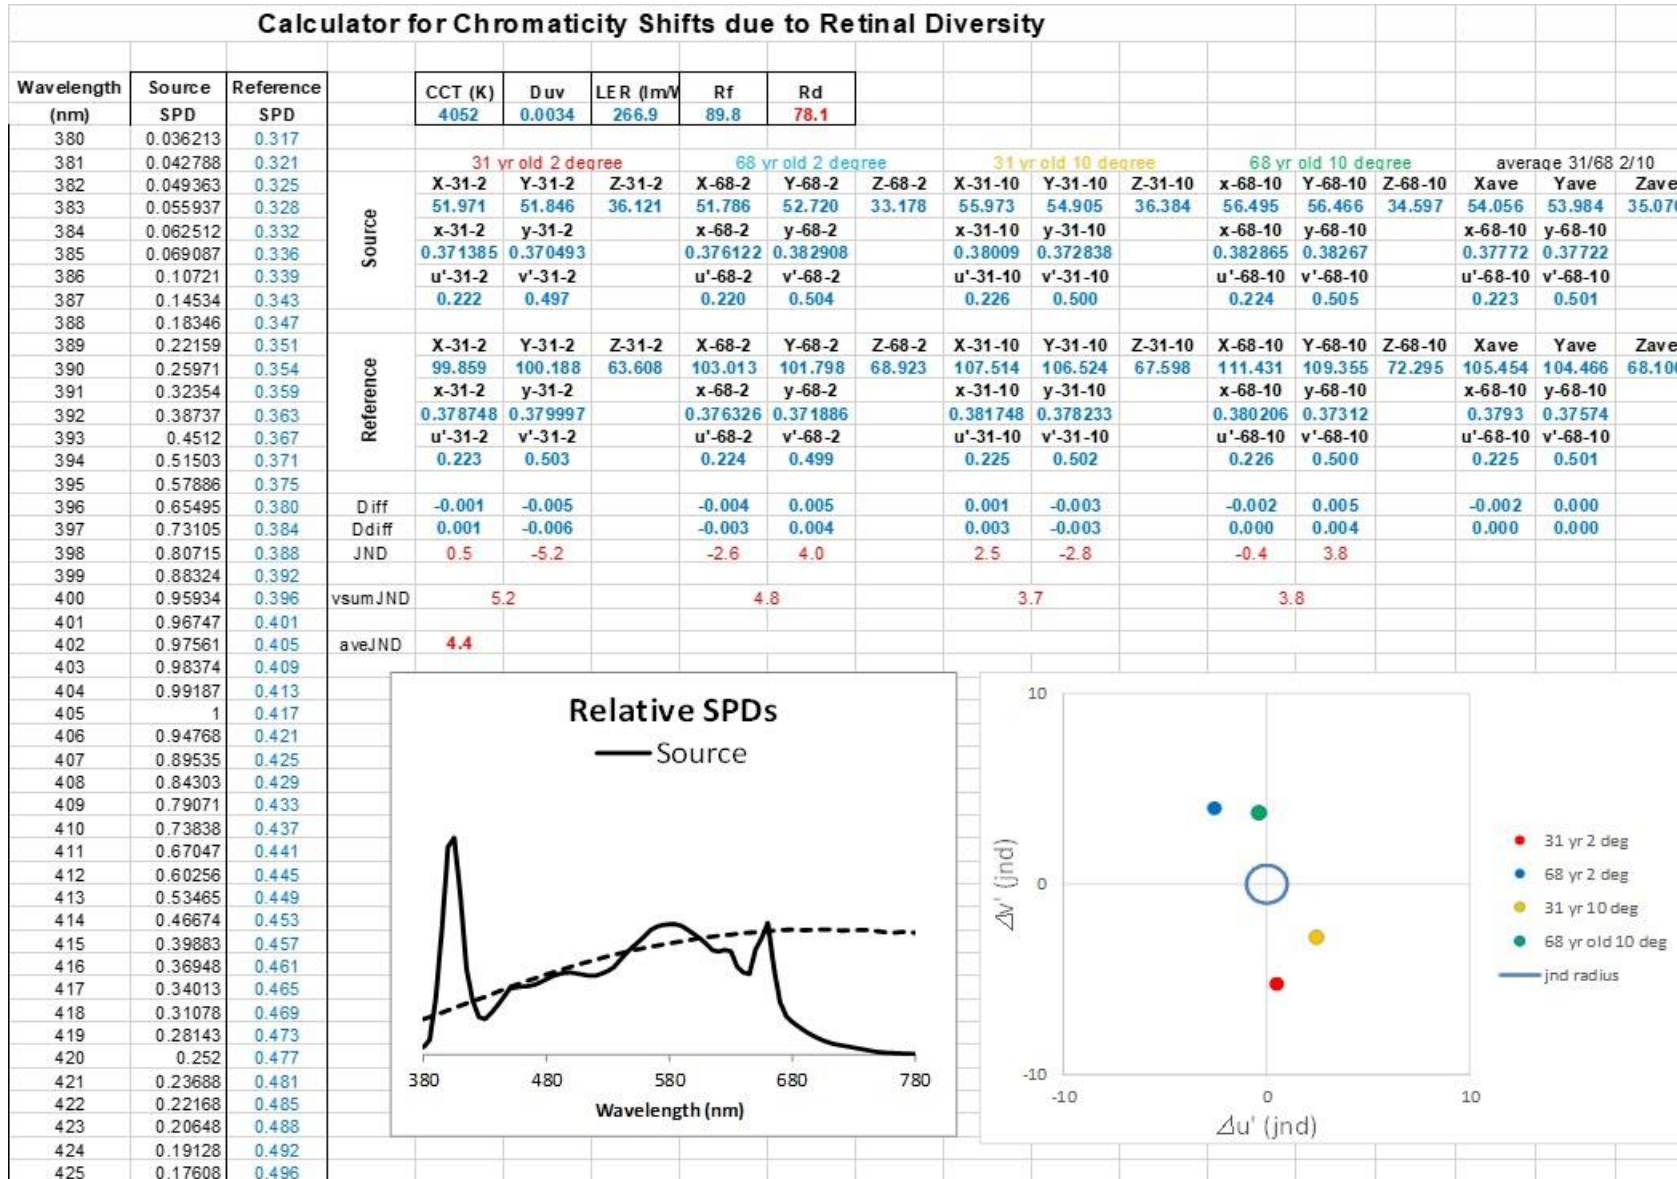 Calculator for Chromaticity Shifts due to Retinal Diversity
Wavelength Source Reference CCT (K) Duv LER (lm/W Rf Rd
(nm) SPD SPD 4052 0.0034 266.9 89.8 78.1
380 0.036213 0.317
381 0.042788 0.321 31 yr old 2 degree 68 yr old 2 degree 31 yr old 10 degree 68 yr old 10 degree average 31/68 2/10
382 0.049363 0.325 X-31-2 Y-31-2 Z-31-2 X-68-2 Y-68-2 Z-68-2 X-31-10 Y-31-10 Z-31-10 x-68-10 Y-68-10 Z-68-10 Xave Yave Zave
383 0.055937 0.328 51.971 51.846 36.121 51.786 52.720 33.178 55.973 54.905 36.384 56.495 56.466 34.597 54.056 53.984 35.070
384 0.062512 0.332 x-31-2 y-31-2 x-68-2 y-68-2 x-31-10 y-31-10 x-68-10 y-68-10 x-68-10 y-68-10
Source
385 0.069087 0.336 0.371385 0.370493 0.376122 0.382908 0.38009 0.372838 0.382865 0.38267 0.37772 0.37722
386 0.10721 0.339 u'-31-2 v'-31-2 u'-68-2 v'-68-2 u'-31-10 v'-31-10 u'-68-10 v'-68-10 u'-68-10 v'-68-10
387 0.14534 0.343 0.222 0.497 0.220 0.504 0.226 0.500 0.224 0.505 0.223 0.501
388 0.18346 0.347
389 0.22159 0.351 X-31-2 Y-31-2 Z-31-2 X-68-2 Y-68-2 Z-68-2 X-31-10 Y-31-10 Z-31-10 X-68-10 Y-68-10 Z-68-10 Xave Yave Zave
390 0.25971 0.354 99.859 100.188 63.608 103.013 101.798 68.923 107.514 106.524 67.598 111.431 109.355 72.295 105.454 104.466 68.106
391 0.32354 0.359 x-31-2 y-31-2 x-68-2 y-68-2 x-31-10 y-31-10 x-68-10 y-68-10 x-68-10 y-68-10
Reference
392 0.38737 0.363 0.378748 0.379997 0.376326 0.371886 0.381748 0.378233 0.380206 0.37312 0.3793 0.37574
393 0.4512 0.367 u'-31-2 v'-31-2 u'-68-2 v'-68-2 u'-31-10 v'-31-10 u'-68-10 v'-68-10 u'-68-10 v'-68-10
394 0.51503 0.371 0.223 0.503 0.224 0.499 0.225 0.502 0.226 0.500 0.225 0.501
395 0.57886 0.375
396 0.65495 0.380 Diff -0.001 -0.005 -0.004 0.005 0.001 -0.003 -0.002 0.005 -0.002 0.000
397 0.73105 0.384 Ddiff 0.001 -0.006 -0.003 0.004 0.003 -0.003 0.000 0.004 0.000 0.000
398 0.80715 0.388 JND 0.5 -5.2 -2.6 4.0 2.5 -2.8 -0.4 3.8
399 0.88324 0.392
400 0.95934 0.396 vsumJND 5.2 4.8 3.7 3.8
401 0.96747 0.401
402 0.97561 0.405 aveJND 4.4
403 0.98374 0.409
404 0.99187 0.413
405 1 0.417
406 0.94768 0.421
407 0.89535 0.425
408 0.84303 0.429
409 0.79071 0.433
410 0.73838 0.437
411 0.67047 0.441
412 0.60256 0.445
413 0.53465 0.449
414 0.46674 0.453
415 0.39883 0.457
416 0.36948 0.461
417 0.34013 0.465
418 0.31078 0.469
419 0.28143 0.473
420 0.252 0.477
421 0.23688 0.481
422 0.22168 0.485
423 0.20648 0.488
424 0.19128 0.492
425 0.17608 0.496
Relative SPDs
Source
380 480 580 680 780
Wavelength (nm)
10
0
-10
Δv' (jnd)
-10 0 10
Δu' (jnd)
31 yr 2 deg
68 yr 2 deg
31 yr 10 deg
68 yr old 10 deg
jnd radius